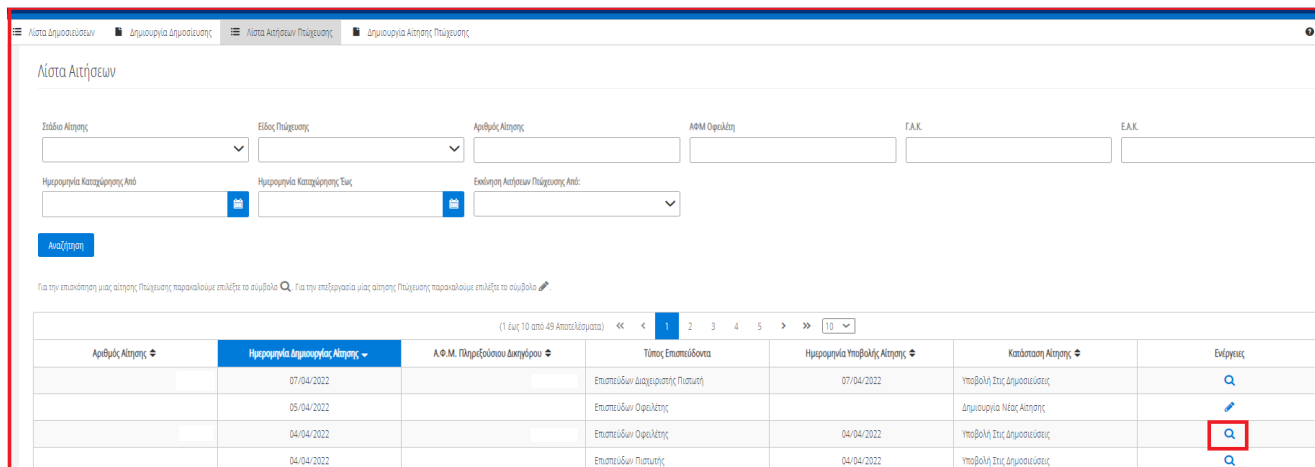 Λίστα Δημοσιεύσεων Δημιουργία Δημοσίευσης Λίστα Αιτήσεων Πτώχευσης Δημιουργία Αίτησης Πτώχευσης
Λίστα Αιτήσεων
Στάδιο Αίτησης Είδος Πτώχευσης Αριθμός Αίτησης ΑΦΜ Οφειλέτη Γ.Α.Κ. Ε.Α.Κ.
Ημερομηνία Καταχώρησης Από Ημερομηνία Καταχώρησης Έως Εκκίνηση Αιτήσεων Πτώχευσης Από:
Αναζήτηση
Για την επισκόπηση μιας αίτησης Πτώχευσης παρακαλούμε επιλέξτε το σύμβολο . Για την επεξεργασία μίας αίτησης Πτώχευσης παρακαλούμε επιλέξτε το σύμβολο .
(1 έως 10 από 49 Αποτελέσματα) « < 1 2 3 4 5 > » 10
Αριθμός Αίτησης Ημερομηνία Δημιουργίας Αίτησης Α.Φ.Μ. Πληρεξούσιου Δικηγόρου Τύπος Επισπεύδοντα Ημερομηνία Υποβολής Αίτησης Κατάσταση Αίτησης Ενέργειες
07/04/2022 Επισπεύδων Διαχειριστής Πιστωτή 07/04/2022 Υποβολή Στις Δημοσιεύσεις
05/04/2022 Επισπεύδων Οφειλέτης Δημιουργία Νέας Αίτησης
04/04/2022 Επισπεύδων Οφειλέτης 04/04/2022 Υποβολή Στις Δημοσιεύσεις
04/04/2022 Επισπεύδων Πιστωτής 04/04/2022 Υποβολή Στις Δημοσιεύσεις